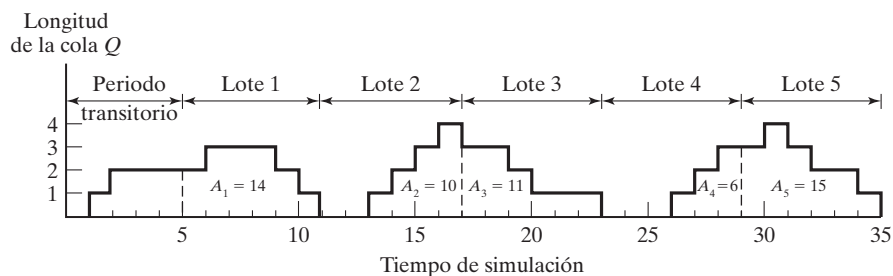 Longitud
de la cola Q
Periodo
transitorio
Lote 1
Lote 2
Lote 3
Lote 4
Lote 5
4
3
2
1
A₁ = 14
A₂ = 10
A₃ = 11
A₄=6
A₅ = 15
5
10
15
20
25
30
35
Tiempo de simulación